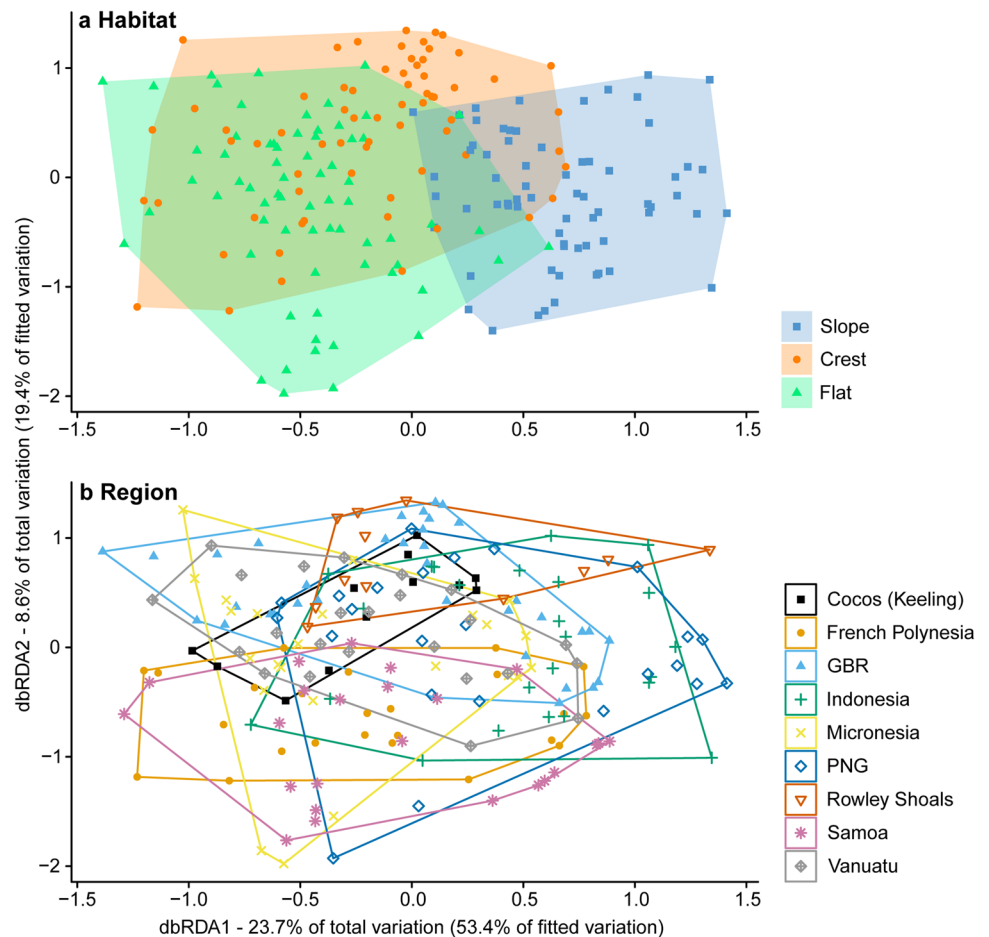 a Habitat
1
0
−1
−2
−1.5 −1.0 −0.5 0.0 0.5 1.0 1.5
Slope
Crest
Flat
dbRDA2 - 8.6% of total variation (19.4% of fitted variation)
b Region
1
0
−1
−2
−1.5 −1.0 −0.5 0.0 0.5 1.0 1.5
dbRDA1 - 23.7% of total variation (53.4% of fitted variation)
Cocos (Keeling)
French Polynesia
GBR
Indonesia
Micronesia
PNG
Rowley Shoals
Samoa
Vanuatu